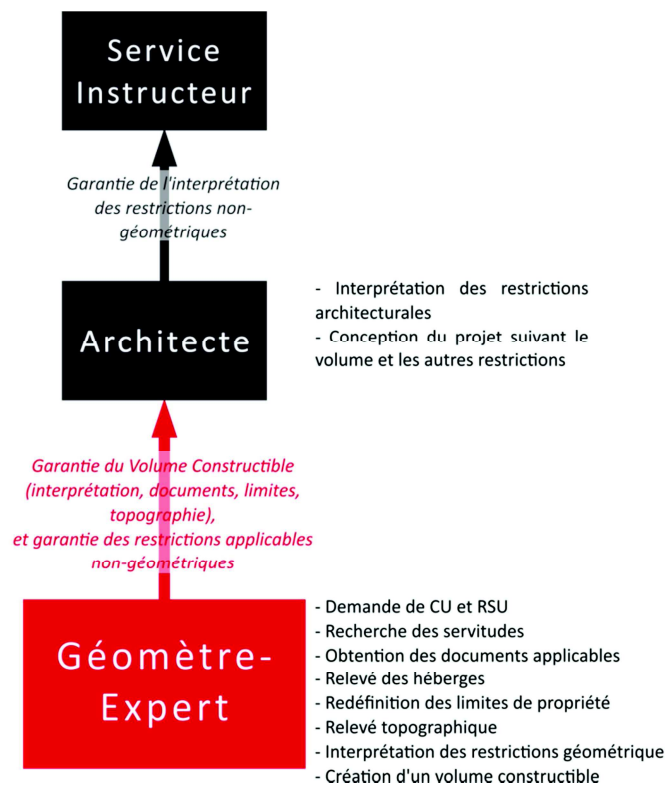 Service
Instructeur
Garantie de l'interprétation
des restrictions non-
géométriques
Architecte
- Interprétation des restrictions
architecturales
- Conception du projet suivant le
volume et les autres restrictions
Garantie du Volume Constructible
(interprétation, documents, limites,
topographie),
et garantie des restrictions applicables
non-géométriques
Géomètre-
Expert
- Demande de CU et RSU
- Recherche des servitudes
- Obtention des documents applicables
- Relevé des héberges
- Redéfinition des limites de propriété
- Relevé topographique
- Interprétation des restrictions géométrique
- Création d'un volume constructible